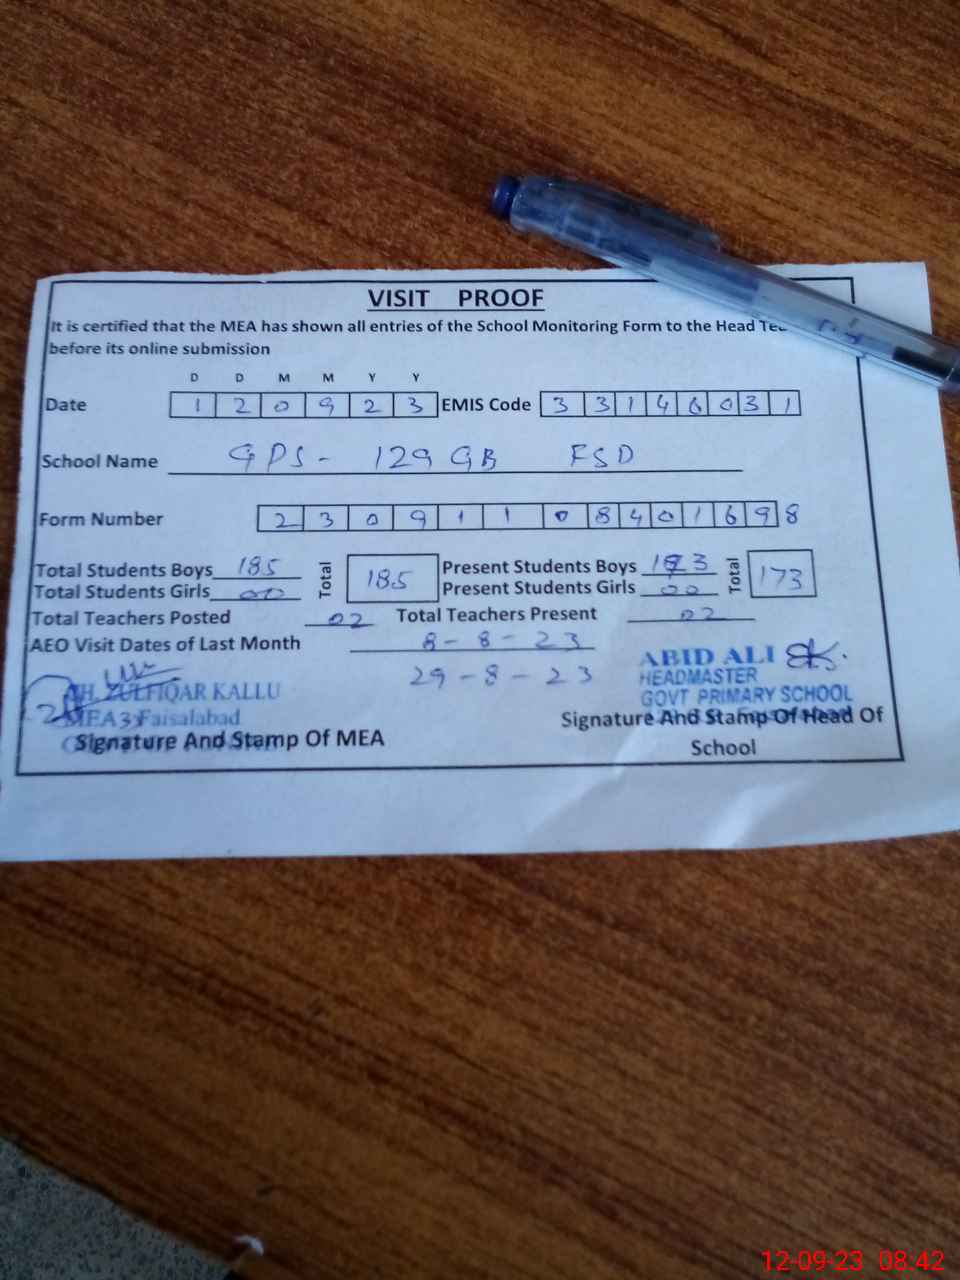 VISIT PROOF
It is certified that the MEA has shown all entries of the School Monitoring Form to the Head
before its online submission
D D M M Y Y
Date 1 2 0 9 2 3 EMIS Code 3 3 1 4 6 0 3 1
School Name GPS - 129 GB FSD
Form Number 2 3 0 9 1 1 0 8 4 0 1 6 9 8
Total Students Boys 185 Total 185 Present Students Boys 173 Total 173
Total Students Girls 00 Present Students Girls 00
Total Teachers Posted 02 Total Teachers Present 02
AEO Visit Dates of Last Month 8-8-23
29-8-23
CH. ZULFIQAR KALLU
MEA 31 Faisalabad
Signature And Stamp Of MEA
ABID ALI
HEADMASTER
GOVT PRIMARY SCHOOL
Signature And Stamp Of Head Of
School
12-09-23 08:42